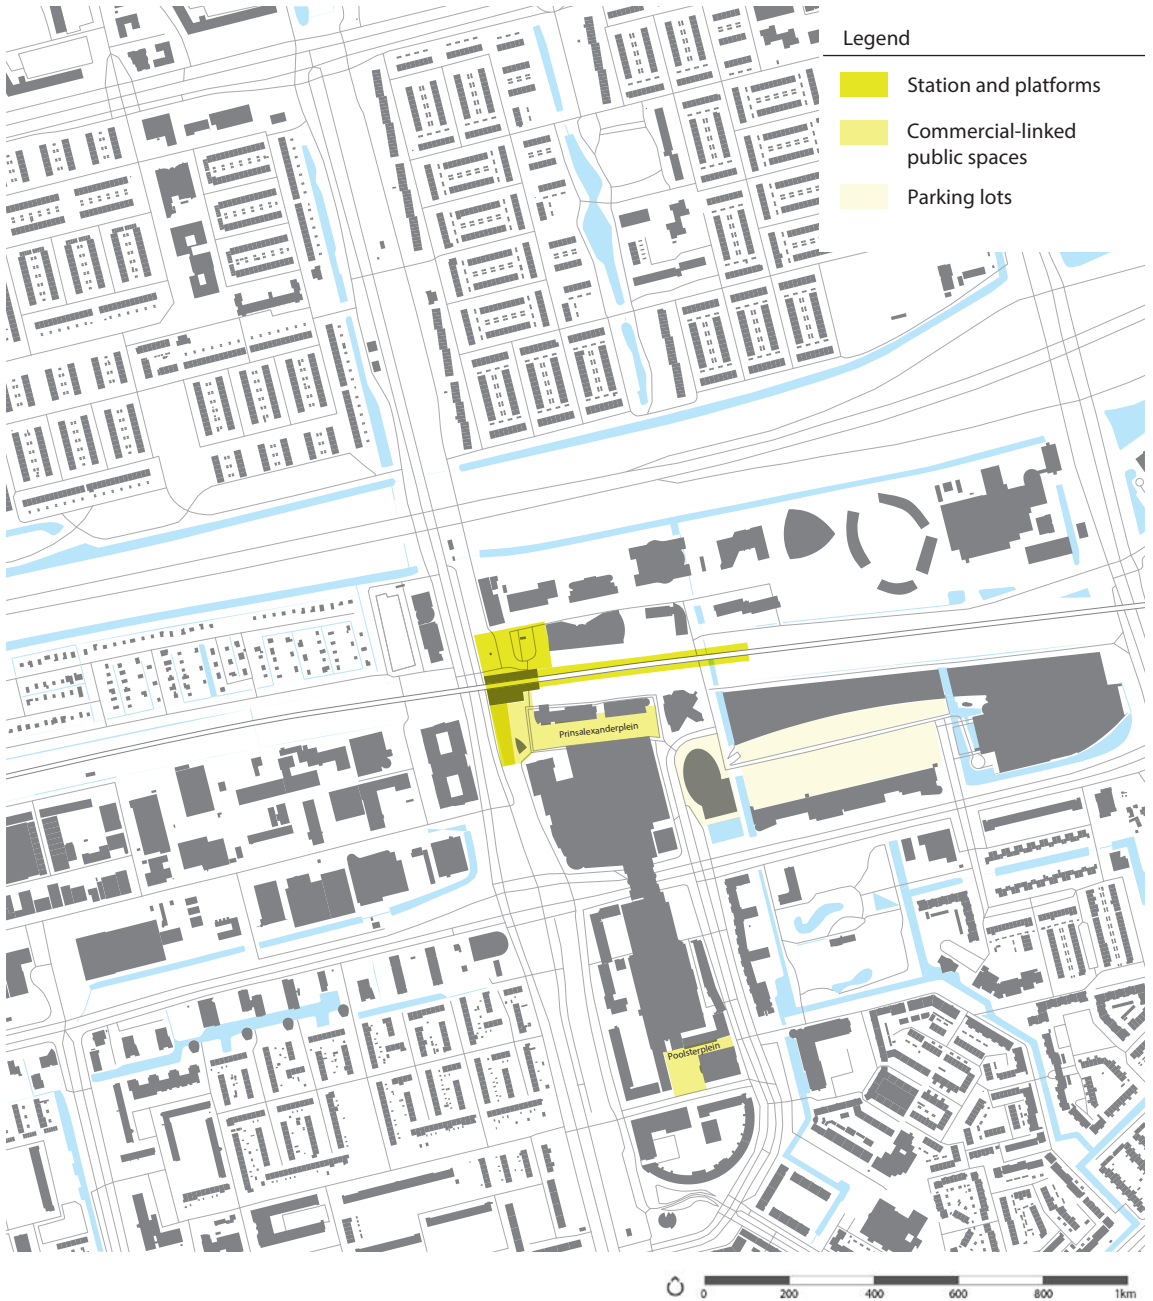 Legend
Station and platforms
Commercial-linked
public spaces
Parking lots
Prinsalexanderplein
Poolsterplein
0 200 400 600 800 1km